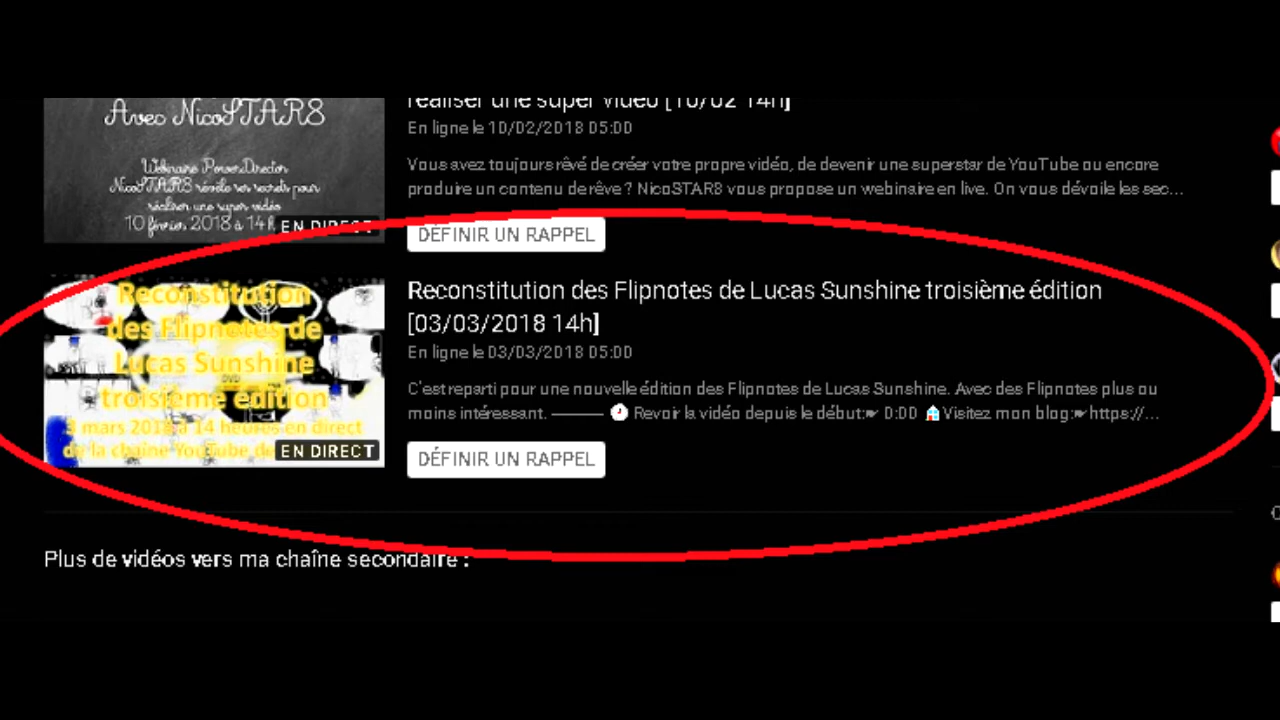 Avec NicoSTAR8
Webinaire PowerDirector
NicoSTAR8 révèle ses secrets pour
réaliser une super vidéo
10 février 2018 à 14h
EN DIRECT
réaliser une super vidéo [10/02 14h]
En ligne le 10/02/2018 05:00
Vous avez toujours rêvé de créer votre propre vidéo, de devenir une superstar de YouTube ou encore
produire un contenu de rêve ? NicoSTAR8 vous propose un webinaire en live. On vous dévoile les sec...
DÉFINIR UN RAPPEL
Reconstitution
des Flipnotes de
Lucas Sunshine
troisième édition
3 mars 2018 à 14 heures en direct
de la chaîne YouTube du
EN DIRECT
Reconstitution des Flipnotes de Lucas Sunshine troisième édition
[03/03/2018 14h]
En ligne le 03/03/2018 05:00
C'est reparti pour une nouvelle édition des Flipnotes de Lucas Sunshine. Avec des Flipnotes plus ou
moins intéressant. ——— 🕐 Revoir la vidéo depuis le début:☛ 0:00 🏠Visitez mon blog:☛https://...
DÉFINIR UN RAPPEL
Plus de vidéos vers ma chaîne secondaire :